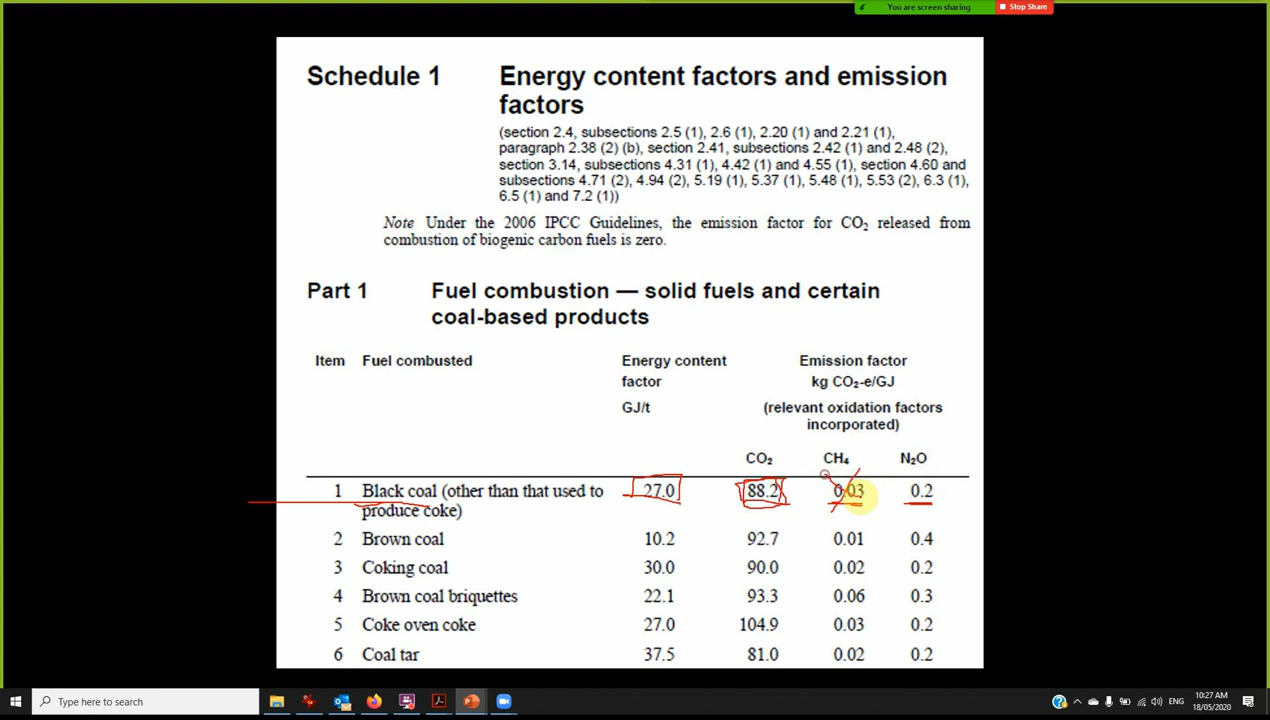 You are screen sharing
Stop Share
Schedule 1 Energy content factors and emission
factors
(section 2.4, subsections 2.5 (1), 2.6 (1), 2.20 (1) and 2.21 (1),
paragraph 2.38 (2) (b), section 2.41, subsections 2.42 (1) and 2.48 (2),
section 3.14, subsections 4.31 (1), 4.42 (1) and 4.55 (1), section 4.60 and
subsections 4.71 (2), 4.94 (2), 5.19 (1), 5.37 (1), 5.48 (1), 5.53 (2), 6.3 (1),
6.5 (1) and 7.2 (1))
Note Under the 2006 IPCC Guidelines, the emission factor for CO₂ released from
combustion of biogenic carbon fuels is zero.
Part 1 Fuel combustion — solid fuels and certain
coal-based products
Item Fuel combusted Energy content Emission factor
factor kg CO₂-e/GJ
GJ/t (relevant oxidation factors
incorporated)
CO₂ CH₄ N₂O
1 Black coal (other than that used to 27.0 88.2 0.03 0.2
produce coke)
2 Brown coal 10.2 92.7 0.01 0.4
3 Coking coal 30.0 90.0 0.02 0.2
4 Brown coal briquettes 22.1 93.3 0.06 0.3
5 Coke oven coke 27.0 104.9 0.03 0.2
6 Coal tar 37.5 81.0 0.02 0.2
Type here to search
ENG
10:27 AM
18/05/2020